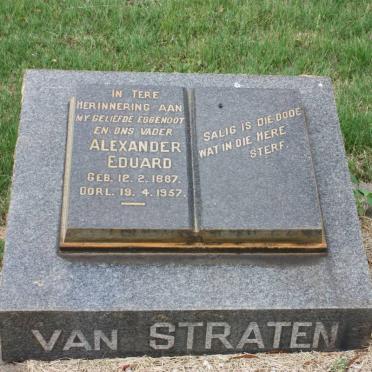 IN TERE
HERINNERING AAN
MY GELIEFDE EGGENOOT
EN ONS VADER
ALEXANDER
EDUARD
GEB. 12. 2. 1887.
OORL. 19. 4. 1957.
SALIG IS DIE DODE
WAT IN DIE HERE
STERF.
VAN STRATEN